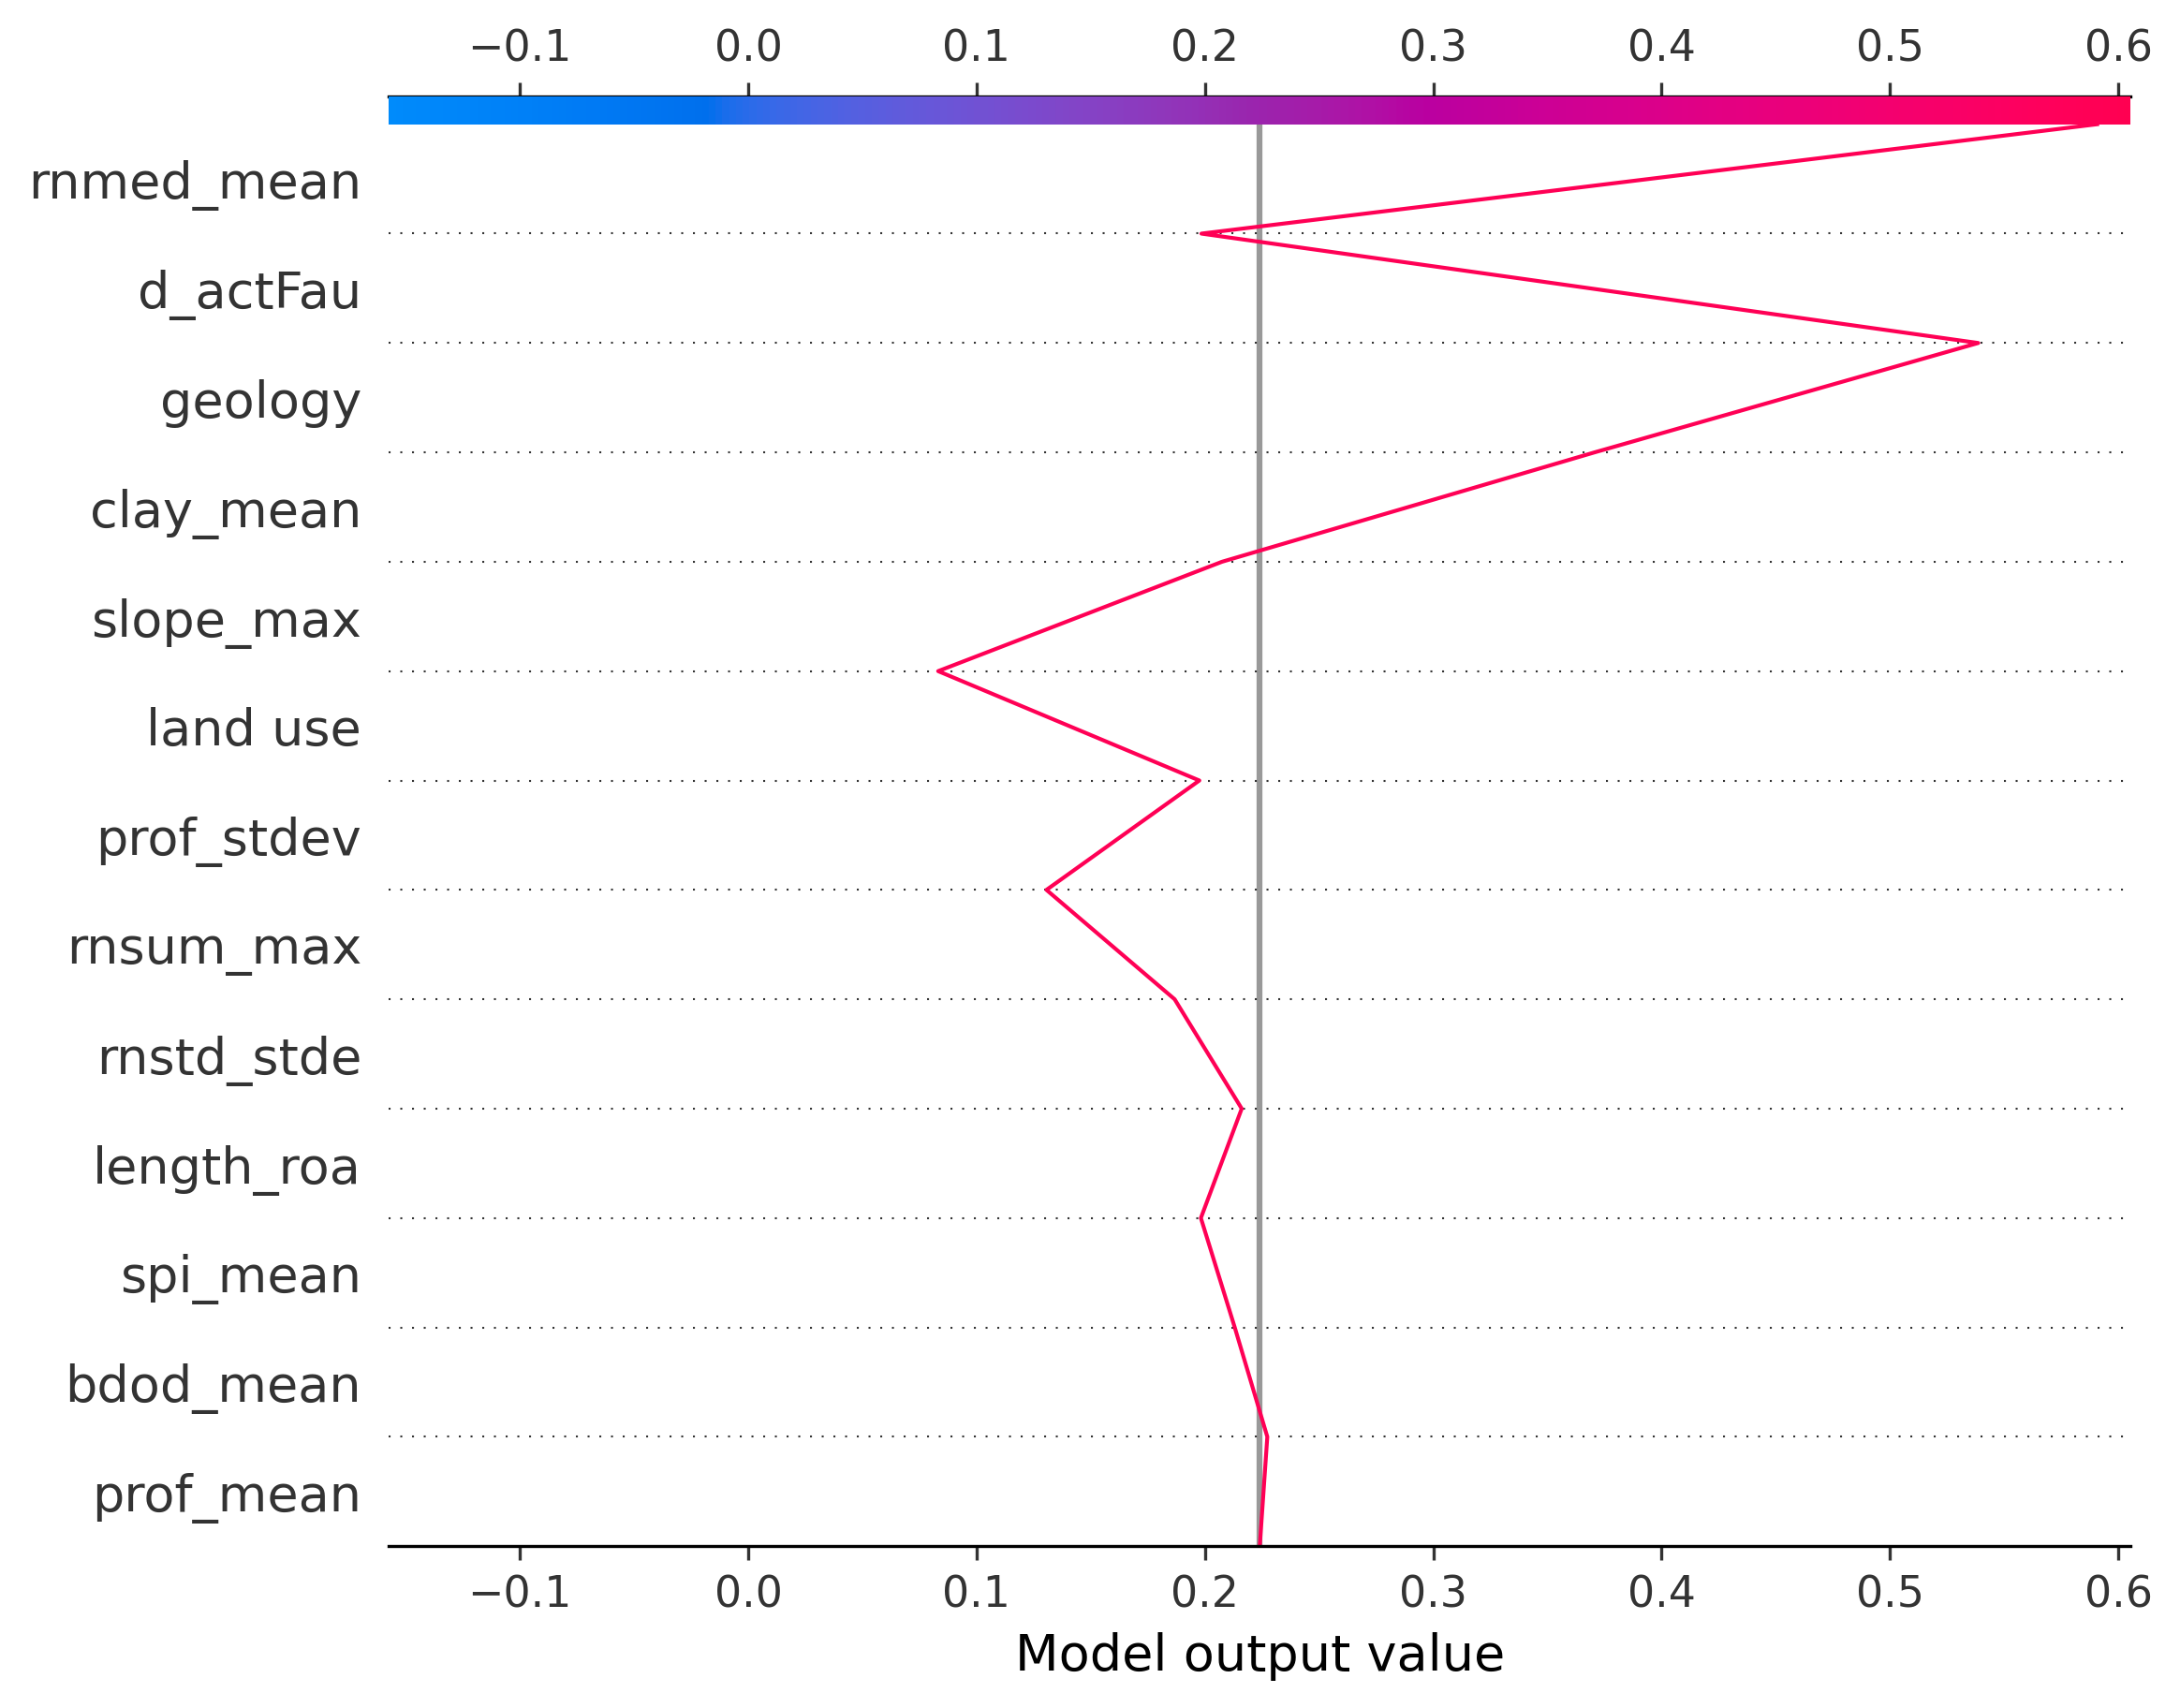 −0.1 0.0 0.1 0.2 0.3 0.4 0.5 0.6
rnmed_mean
d_actFau
geology
clay_mean
slope_max
land use
prof_stdev
rnsum_max
rnstd_stde
length_roa
spi_mean
bdod_mean
prof_mean
−0.1 0.0 0.1 0.2 0.3 0.4 0.5 0.6
Model output value